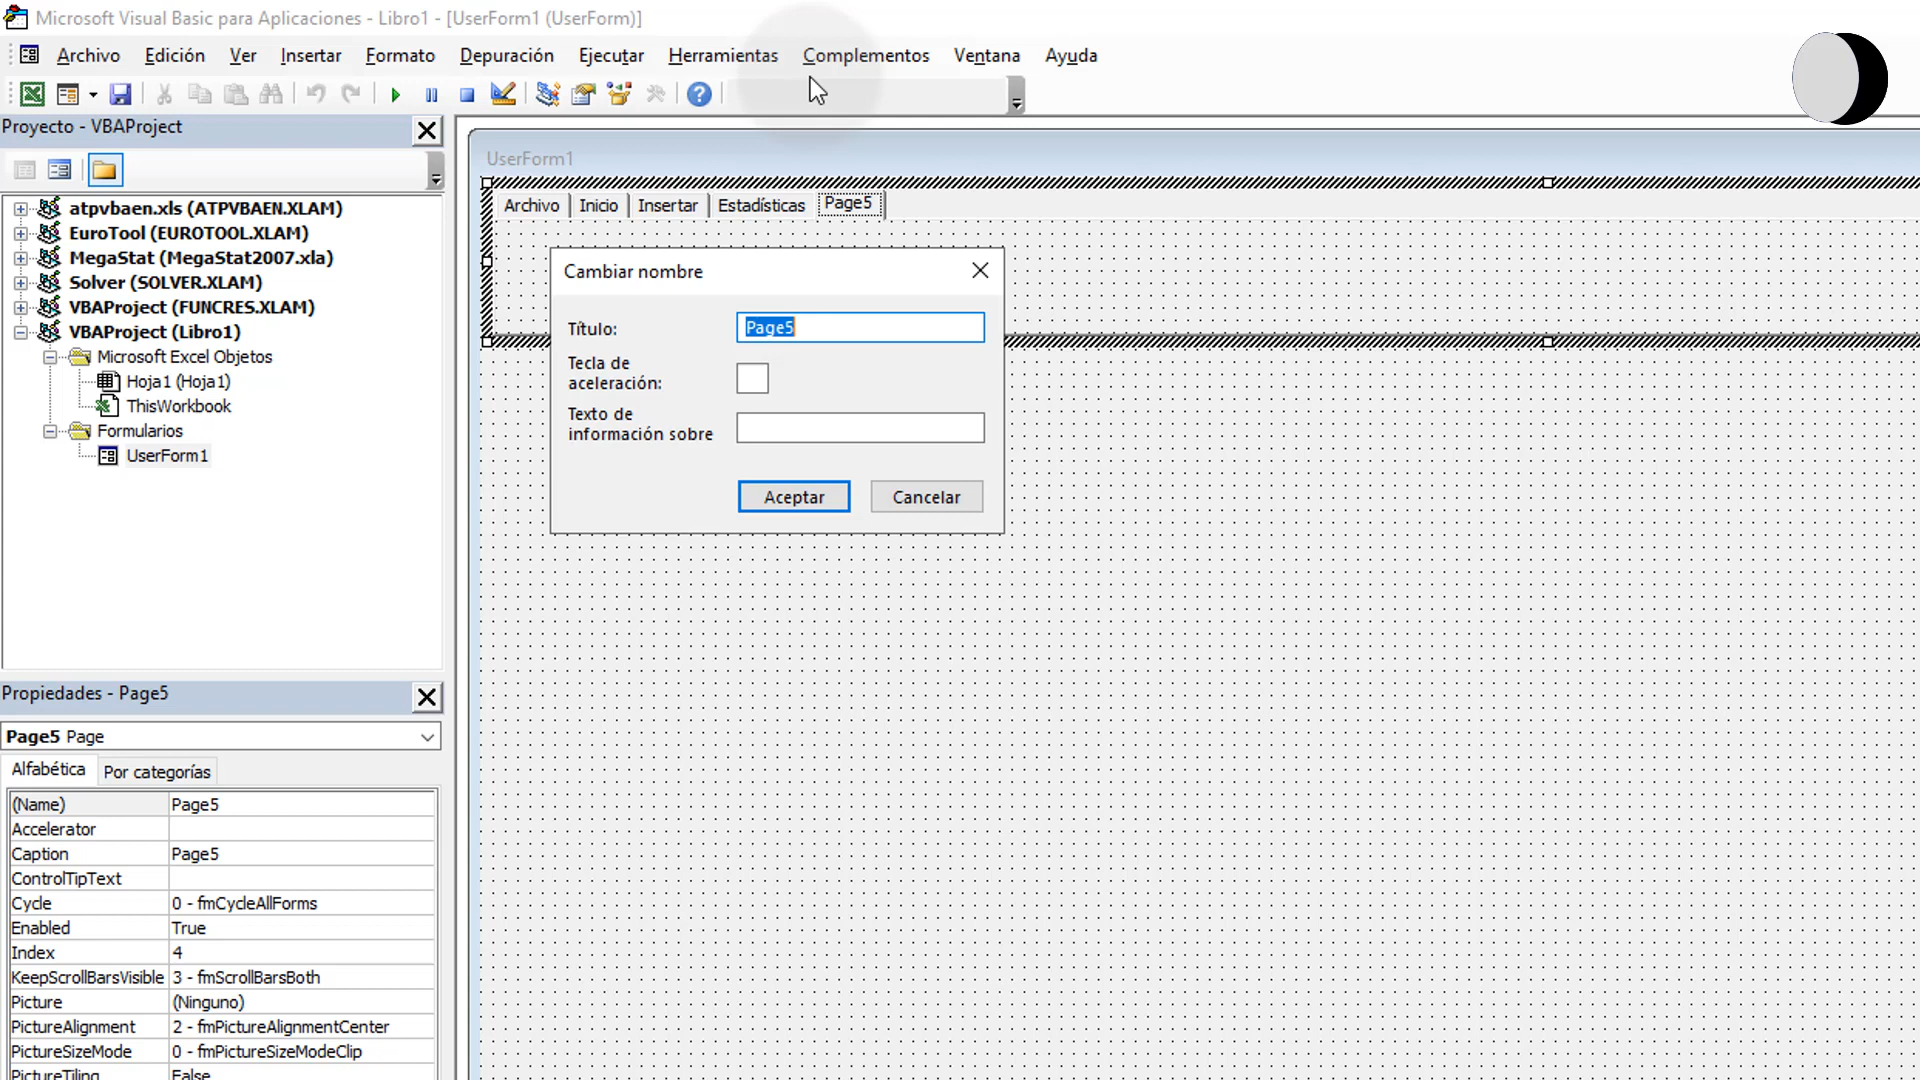 Microsoft Visual Basic para Aplicaciones - Libro1 - [UserForm1 (UserForm)]
Archivo Edición Ver Insertar Formato Depuración Ejecutar Herramientas Complementos Ventana Ayuda
Proyecto - VBAProject
atpvbaen.xls (ATPVBAEN.XLAM)
EuroTool (EUROTOOL.XLAM)
MegaStat (MegaStat2007.xla)
Solver (SOLVER.XLAM)
VBAProject (FUNCRES.XLAM)
VBAProject (Libro1)
Microsoft Excel Objetos
Hoja1 (Hoja1)
ThisWorkbook
Formularios
UserForm1
Propiedades - Page5
Page5 Page
Alfabética Por categorías
(Name) Page5
Accelerator
Caption Page5
ControlTipText
Cycle 0 - fmCycleAllForms
Enabled True
Index 4
KeepScrollBarsVisible 3 - fmScrollBarsBoth
Picture (Ninguno)
PictureAlignment 2 - fmPictureAlignmentCenter
PictureSizeMode 0 - fmPictureSizeModeClip
PictureTiling False
UserForm1
Archivo Inicio Insertar Estadísticas Page5
Cambiar nombre
Título: Page5
Tecla de
aceleración:
Texto de
información sobre
Aceptar Cancelar